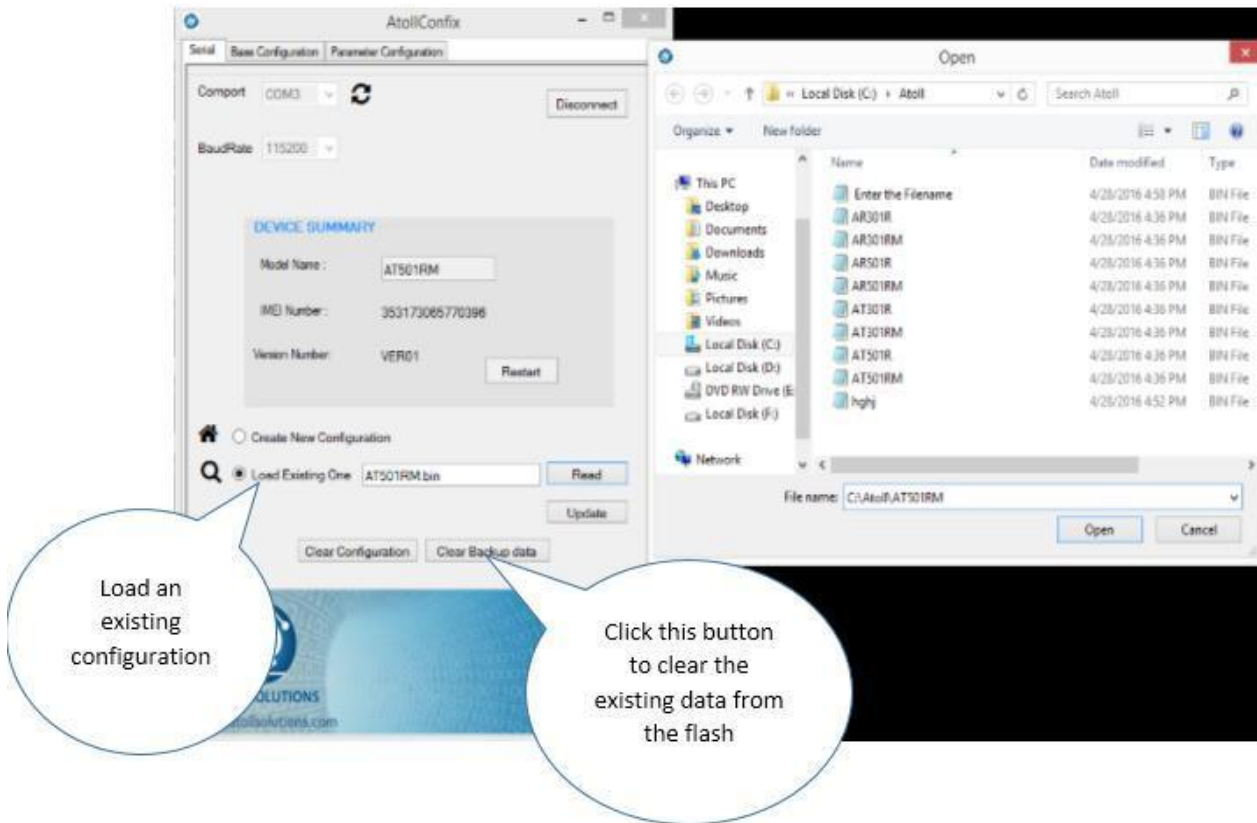 AtollConfix
Serial Base Configuration Parameter Configuration
Comport COM3
Disconnect
BaudRate 115200
DEVICE SUMMARY
Model Name : AT501RM
IMEI Number : 353173065770396
Version Number: VER01
Restart
Create New Configuration
Load Existing One AT501RM.bin Read
Update
Clear Configuration Clear Backup data
OLUTIONS
atollsolutions.com
Load an
existing
configuration
Click this button
to clear the
existing data from
the flash
Open
« Local Disk (C:) Atoll Search Atoll
Organize New folder
This PC
Desktop
Documents
Downloads
Music
Pictures
Videos
Local Disk (C:)
Local Disk (D:)
DVD RW Drive (E:
Local Disk (F:)
Network
Name Date modified Type
Enter the Filename 4/28/2016 4:58 PM BIN File
AR301R 4/28/2016 4:36 PM BIN File
AR301RM 4/28/2016 4:36 PM BIN File
AR501R 4/28/2016 4:36 PM BIN File
AR501RM 4/28/2016 4:36 PM BIN File
AT301R 4/28/2016 4:36 PM BIN File
AT301RM 4/28/2016 4:36 PM BIN File
AT501R 4/28/2016 4:36 PM BIN File
AT501RM 4/28/2016 4:36 PM BIN File
hghj 4/28/2016 4:52 PM BIN File
File name: C:\Atoll\AT501RM
Open Cancel